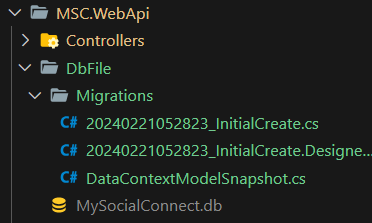 MSC.WebApi
Controllers
DbFile
Migrations
C# 20240221052823_InitialCreate.cs
C# 20240221052823_InitialCreate.Designe...
C# DataContextModelSnapshot.cs
MySocialConnect.db